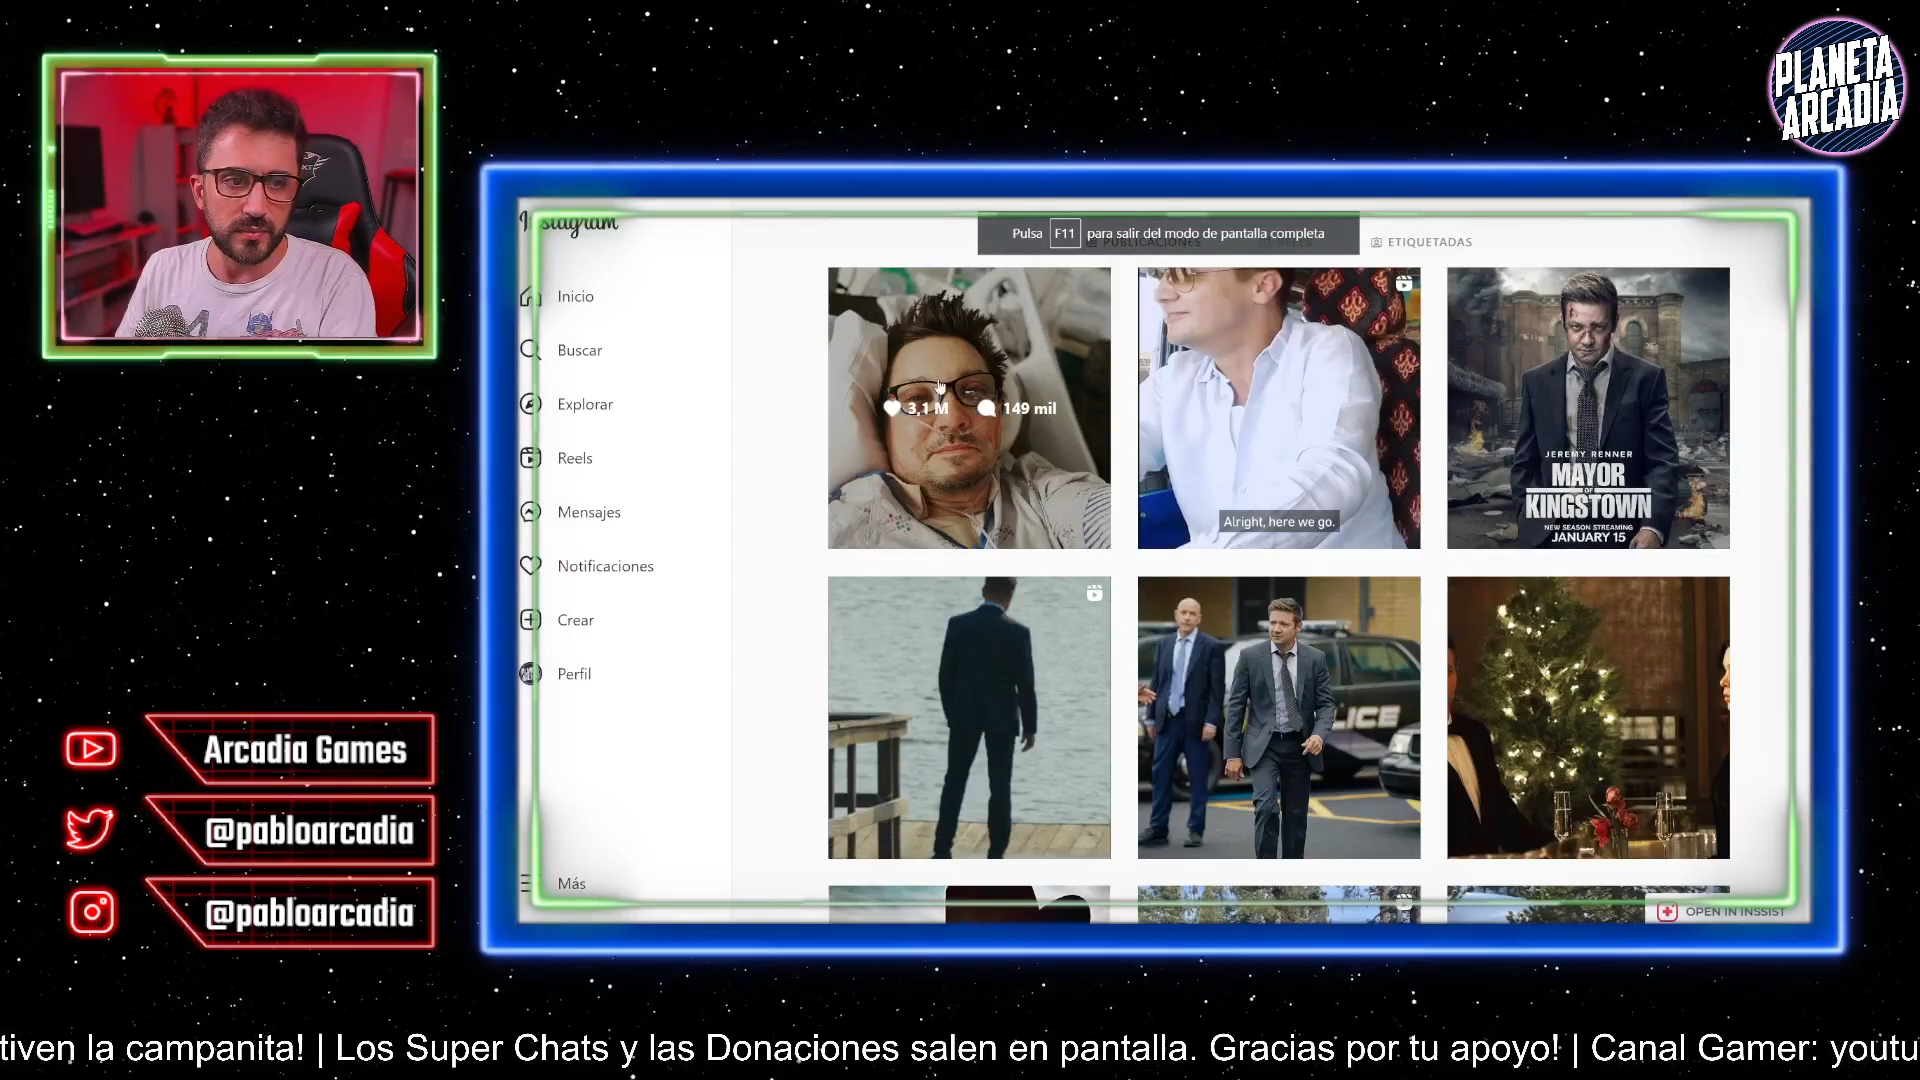 PLANETA
ARCADIA
Instagram
Pulsa F11 para salir del modo de pantalla completa
PUBLICACIONES
ETIQUETADAS
Inicio
Buscar
Explorar
Reels
Mensajes
Notificaciones
Crear
Perfil
Más
3,1 M
149 mil
Alright, here we go.
JEREMY RENNER
MAYOR
OF
KINGSTOWN
NEW SEASON STREAMING
JANUARY 15
LICE
OPEN IN INSSIST
Arcadia Games
@pabloarcadia
@pabloarcadia
tiven la campanita! | Los Super Chats y las Donaciones salen en pantalla. Gracias por tu apoyo! | Canal Gamer: youtu